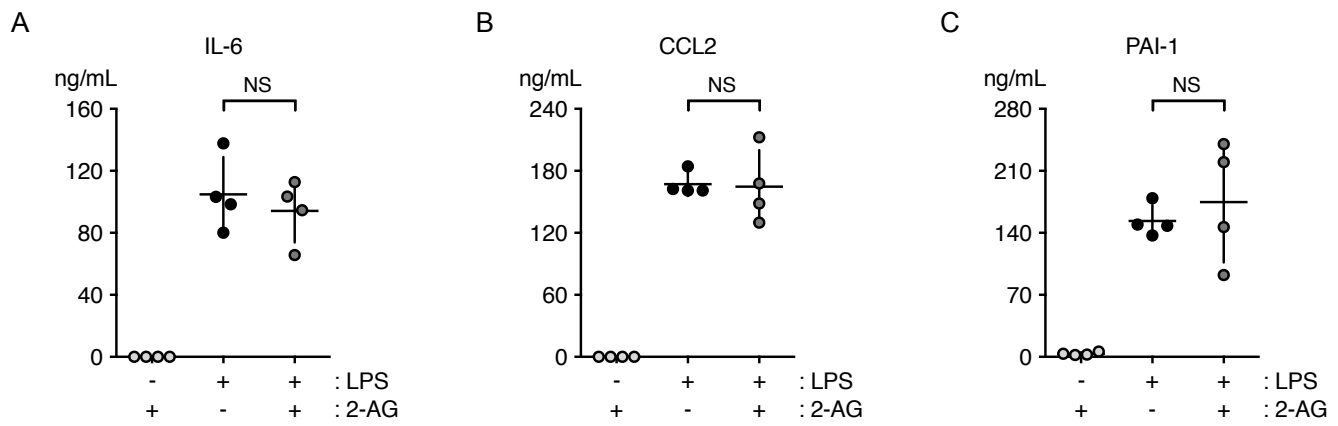 A
IL-6
ng/mL
NS
160
120
80
40
0
- + + : LPS
+ - + : 2-AG
B
CCL2
ng/mL
NS
240
180
120
60
0
- + + : LPS
+ - + : 2-AG
C
PAI-1
ng/mL
NS
280
210
140
70
0
- + + : LPS
+ - + : 2-AG